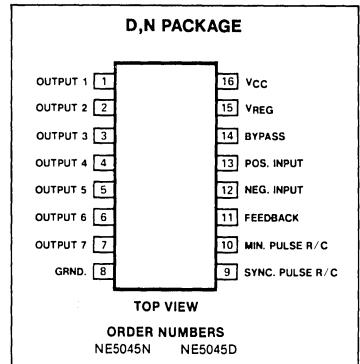 D,N PACKAGE
OUTPUT 1 1 16 VCC
OUTPUT 2 2 15 VREG
OUTPUT 3 3 14 BYPASS
OUTPUT 4 4 13 POS. INPUT
OUTPUT 5 5 12 NEG. INPUT
OUTPUT 6 6 11 FEEDBACK
OUTPUT 7 7 10 MIN. PULSE R/C
GRND. 8 9 SYNC. PULSE R/C
TOP VIEW
ORDER NUMBERS
NE5045N NE5045D